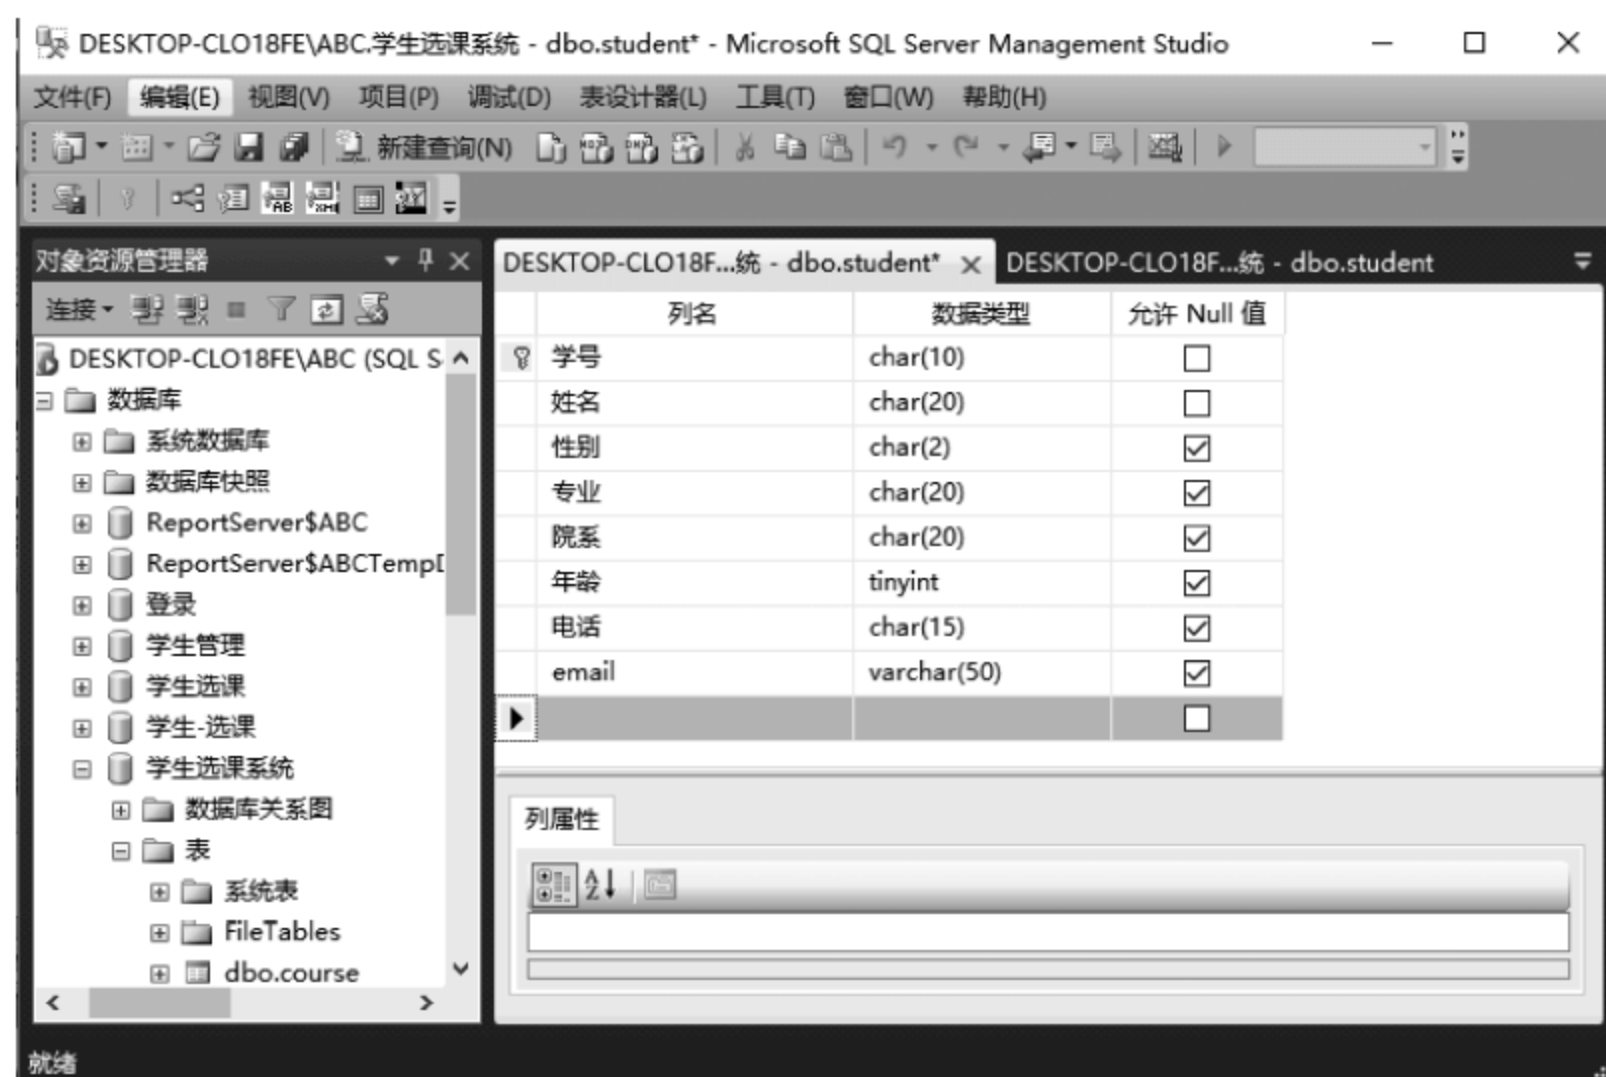 DESKTOP-CLO18FE\ABC.学生选课系统 - dbo.student* - Microsoft SQL Server Management Studio
文件(F) 编辑(E) 视图(V) 项目(P) 调试(D) 表设计器(L) 工具(T) 窗口(W) 帮助(H)
新建查询(N)
对象资源管理器
连接
DESKTOP-CLO18FE\ABC (SQL S
数据库
系统数据库
数据库快照
ReportServer$ABC
ReportServer$ABCTemp
登录
学生管理
学生选课
学生-选课
学生选课系统
数据库关系图
表
系统表
FileTables
dbo.course
DESKTOP-CLO18F...统 - dbo.student* DESKTOP-CLO18F...统 - dbo.student
列名 数据类型 允许 Null 值
学号 char(10)
姓名 char(20)
性别 char(2)
专业 char(20)
院系 char(20)
年龄 tinyint
电话 char(15)
email varchar(50)
列属性
就绪